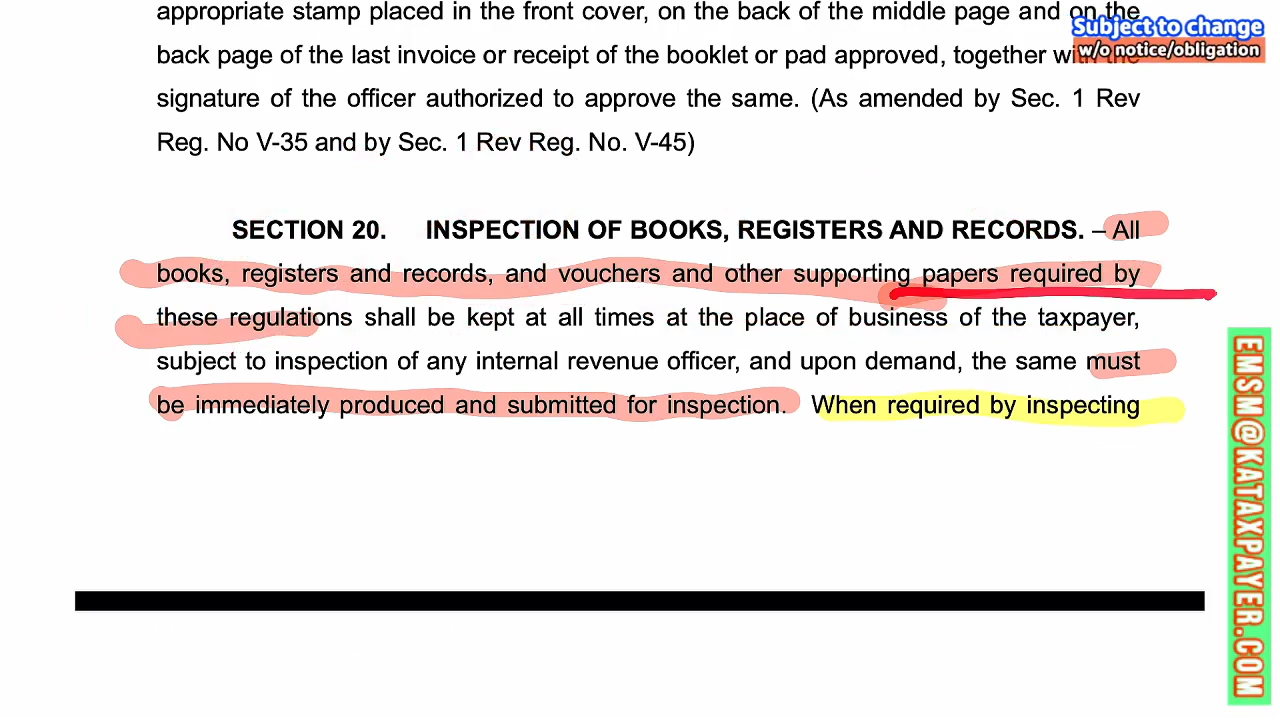 appropriate stamp placed in the front cover, on the back of the middle page and on the
back page of the last invoice or receipt of the booklet or pad approved, together with the
signature of the officer authorized to approve the same. (As amended by Sec. 1 Rev
Reg. No V-35 and by Sec. 1 Rev Reg. No. V-45)
SECTION 20. INSPECTION OF BOOKS, REGISTERS AND RECORDS. – All
books, registers and records, and vouchers and other supporting papers required by
these regulations shall be kept at all times at the place of business of the taxpayer,
subject to inspection of any internal revenue officer, and upon demand, the same must
be immediately produced and submitted for inspection. When required by inspecting
Subject to change
w/o notice/obligation
EMSM@KATAXPAYER.COM